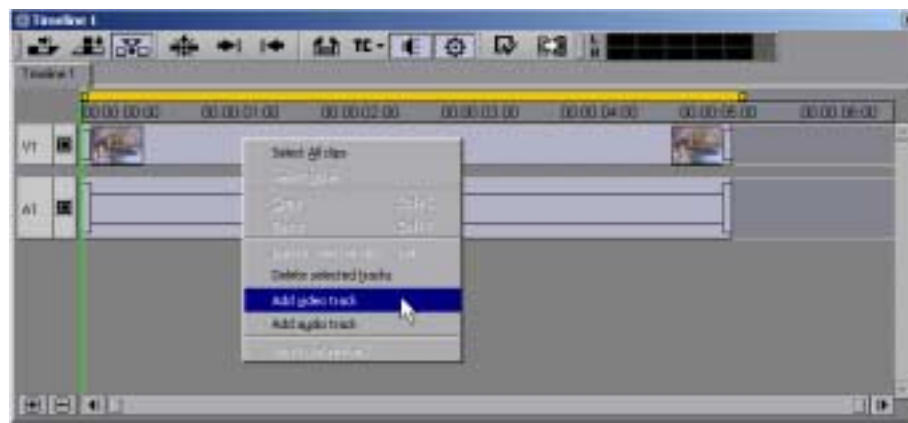 Timeline 1
TC
L
R
Timeline 1
00:00:00:00 00:00:01:00 00:00:02:00 00:00:03:00 00:00:04:00 00:00:05:00 00:00:06:00
V1
Select All clips
A1
Delete selected tracks
Add video track
Add audio track